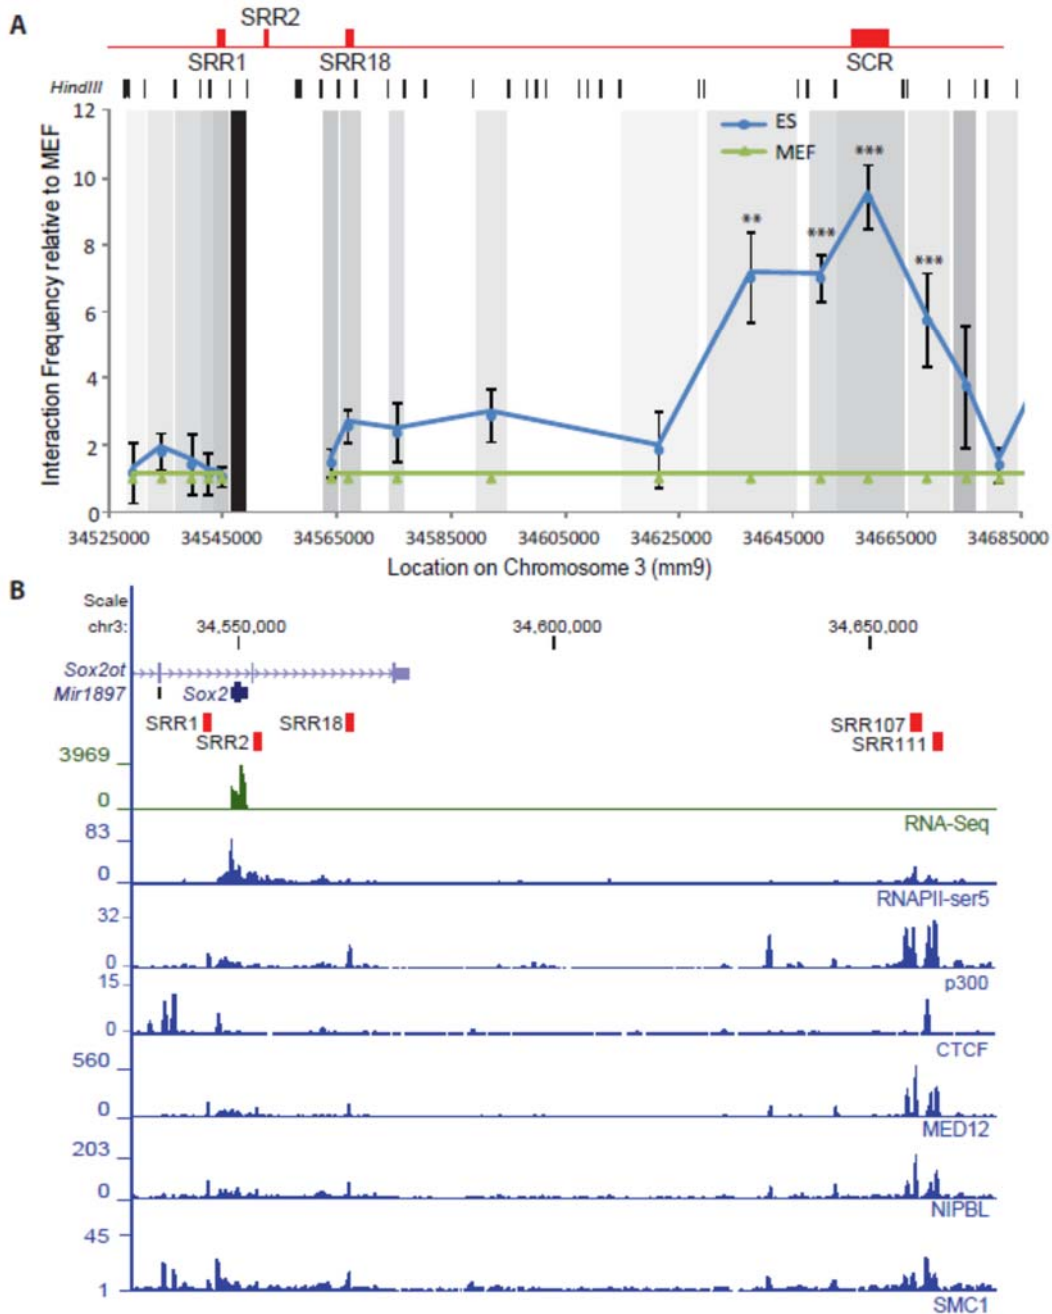 A
SRR2
SRR1 SRR18 SCR
HindIII
Interaction Frequency relative to MEF
12
10
8
6
4
2
0
ES
MEF
**
***
***
***
34525000 34545000 34565000 34585000 34605000 34625000 34645000 34665000 34685000
Location on Chromosome 3 (mm9)
B
Scale
chr3: 34,550,000 34,600,000 34,650,000
Sox2ot
Mir1897 Sox2
SRR1 SRR18 SRR107
SRR2 SRR111
3969
0
RNA-Seq
83
0
RNAPII-ser5
32
0
p300
15
0
CTCF
560
0
MED12
203
0
NIPBL
45
1
SMC1